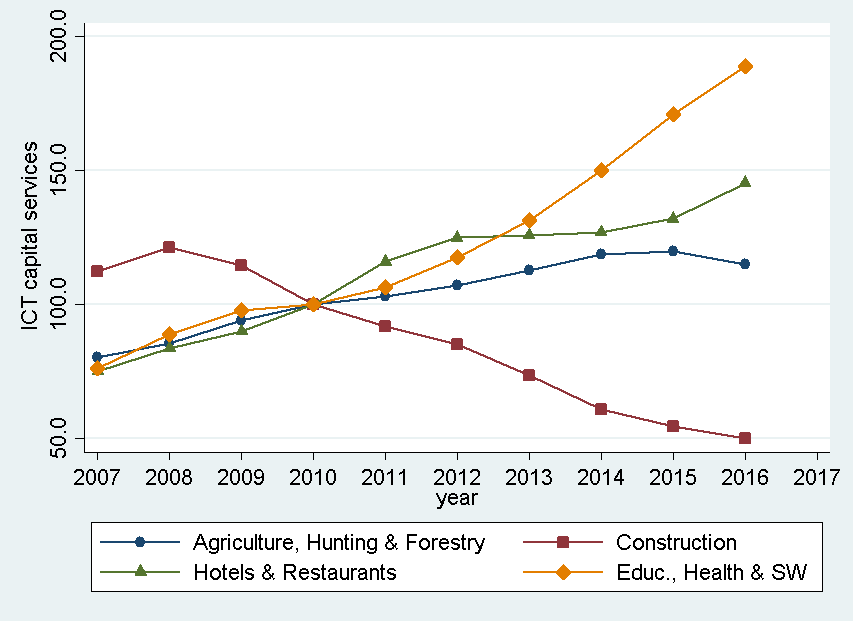 200.0
150.0
100.0
50.0
ICT capital services
2007 2008 2009 2010 2011 2012 2013 2014 2015 2016 2017
year
Agriculture, Hunting & Forestry Construction
Hotels & Restaurants Educ., Health & SW